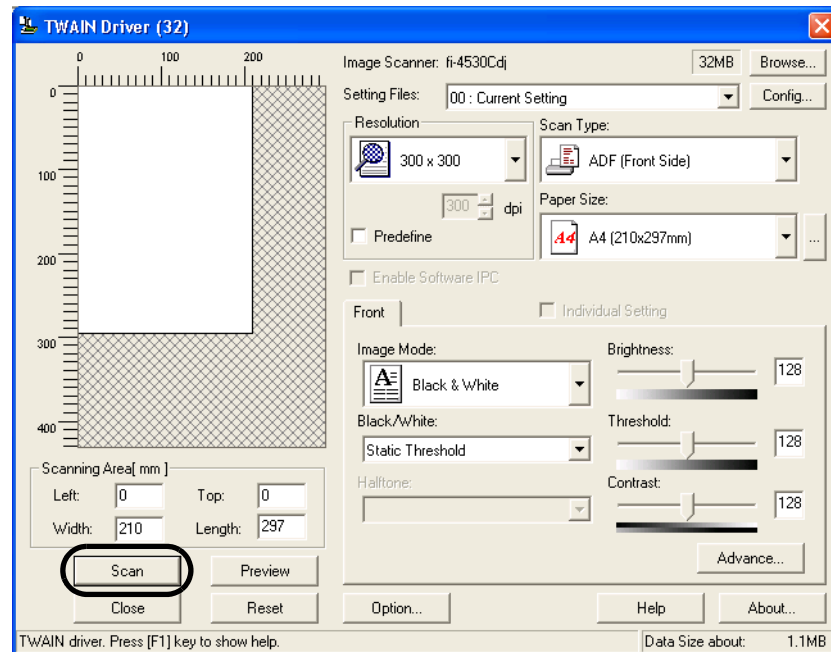 TWAIN Driver (32)
0 100 200
0
100
200
300
400
Image Scanner: fi-4530Cdj 32MB Browse...
Setting Files: 00 : Current Setting Config...
Resolution
300 x 300
300 dpi
Predefine
Scan Type:
ADF (Front Side)
Paper Size:
A4 A4 (210x297mm) ...
Enable Software IPC
Front Individual Setting
Image Mode:
A Black & White
Black/White:
Static Threshold
Halftone:
Brightness:
128
Threshold:
128
Contrast:
128
Advance...
Scanning Area[ mm ]
Left: 0 Top: 0
Width: 210 Length: 297
Scan Preview
Close Reset Option... Help About...
TWAIN driver. Press [F1] key to show help. Data Size about: 1.1MB